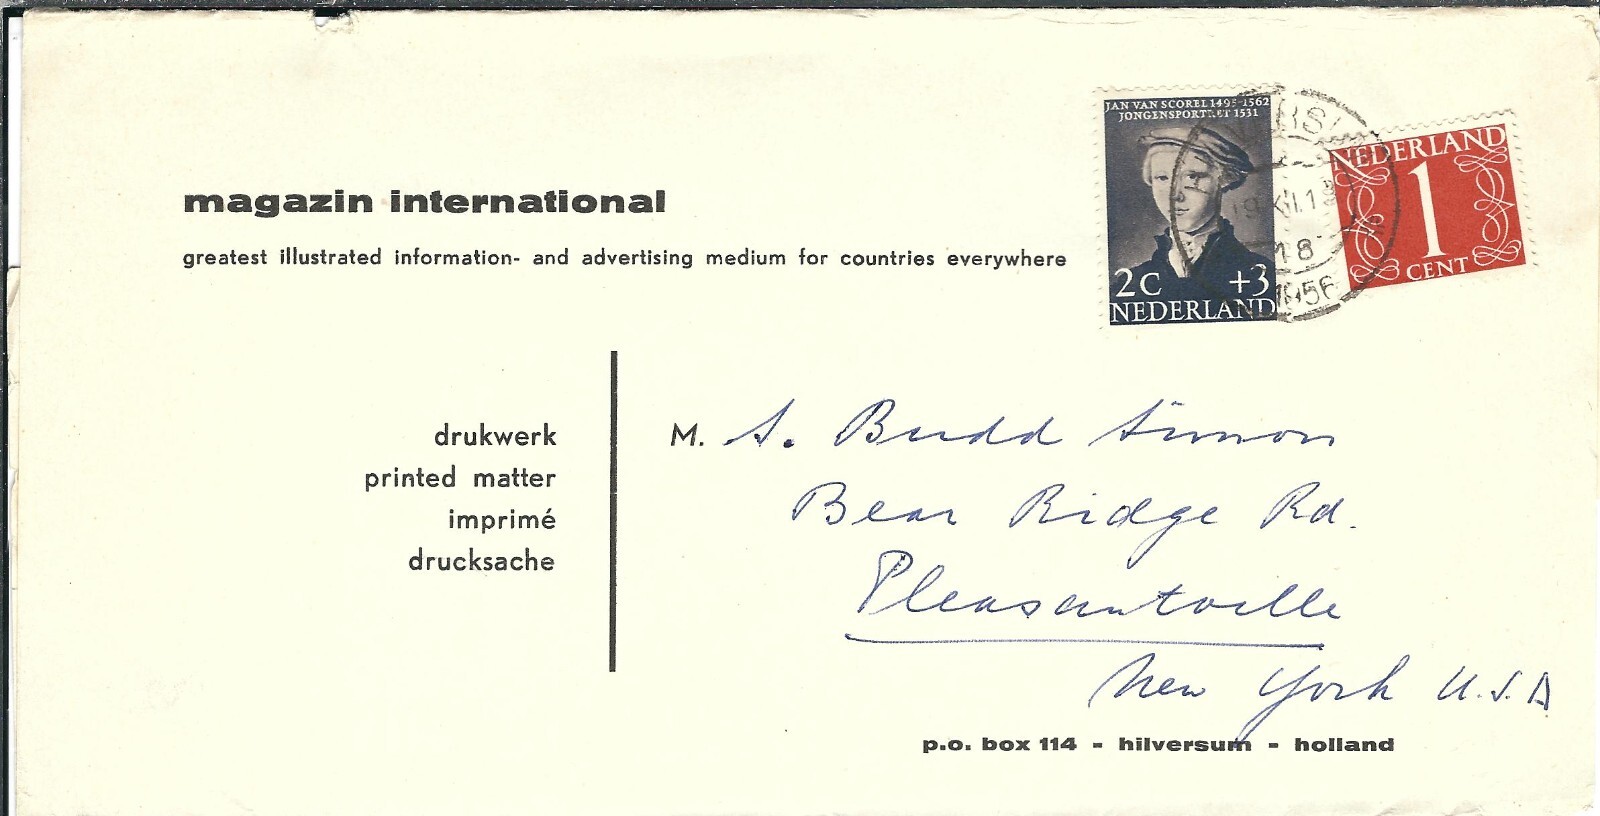 JAN VAN SCOREL 1495-1562
JONGENSPORTRET 1531
2C +3
NEDERLAND
NEDERLAND
1
CENT
18
1956
magazin international
greatest illustrated information- and advertising medium for countries everywhere
drukwerk
printed matter
imprimé
drucksache
M. S. Budd Simon
Bear Ridge Rd.
Pleasantville
New York U.S.A
p.o. box 114 - hilversum - holland